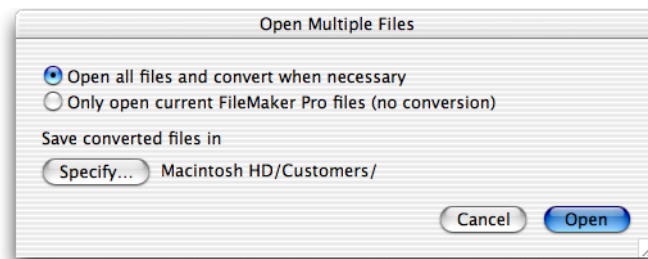 Open Multiple Files
Open all files and convert when necessary
Only open current FileMaker Pro files (no conversion)
Save converted files in
Specify... Macintosh HD/Customers/
Cancel Open